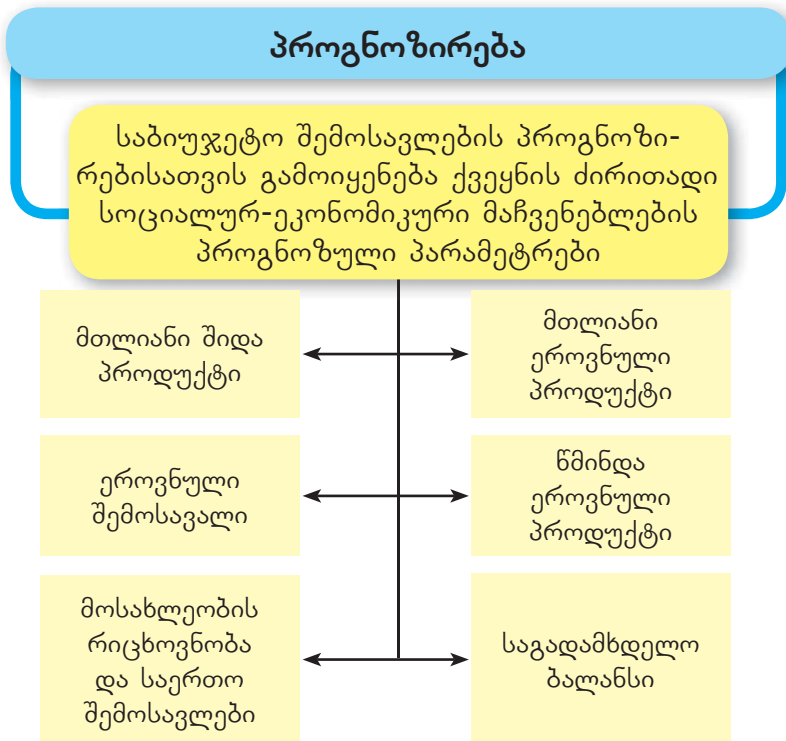 პროგნოზირება
საბიუჯეტო შემოსავლების პროგნოზი-
რებისათვის გამოიყენება ქვეყნის ძირითადი
სოციალურ-ეკონომიკური მაჩვენებლების
პროგნოზული პარამეტრები
მთლიანი შიდა
პროდუქტი
მთლიანი
ეროვნული
პროდუქტი
ეროვნული
შემოსავალი
წმინდა
ეროვნული
პროდუქტი
მოსახლეობის
რიცხოვნობა
და საერთო
შემოსავლები
საგადამხდელო
ბალანსი